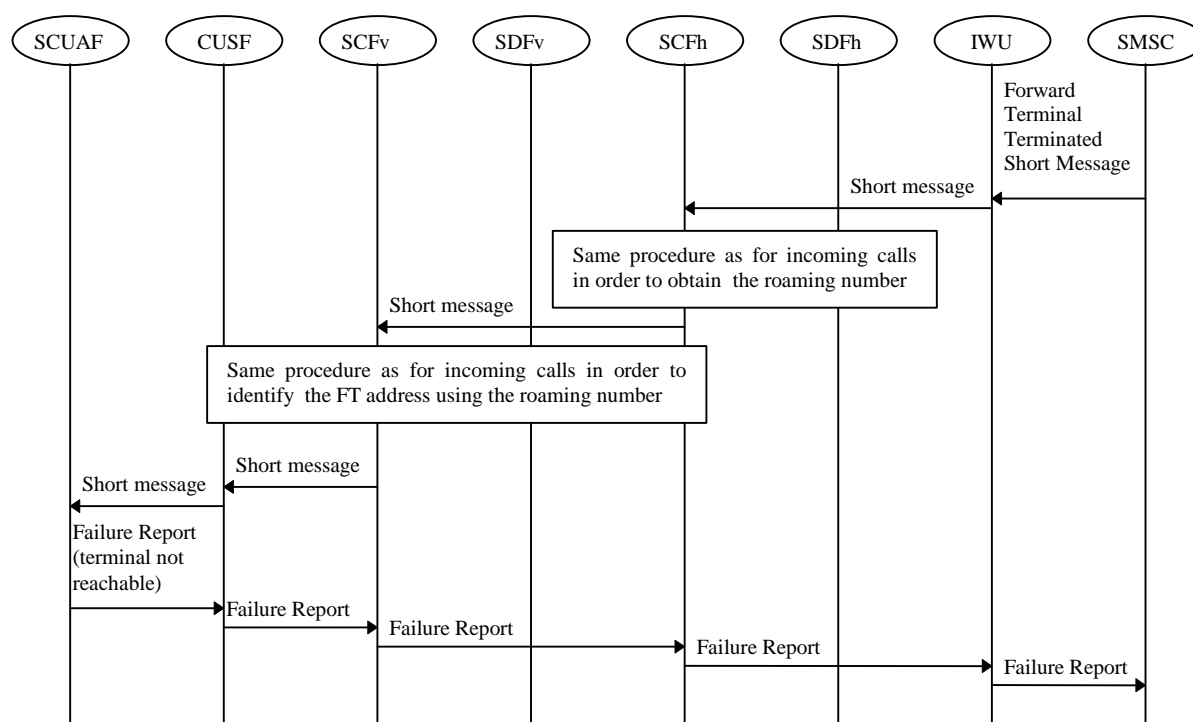 SCUAF CUSF SCFv SDFv SCFh SDFh IWU SMSC
Forward
Terminal
Terminated
Short Message
Short message
Same procedure as for incoming calls
in order to obtain the roaming number
Short message
Same procedure as for incoming calls in order to
identify the FT address using the roaming number
Short message
Short message
Failure Report
(terminal not
reachable)
Failure Report
Failure Report
Failure Report
Failure Report